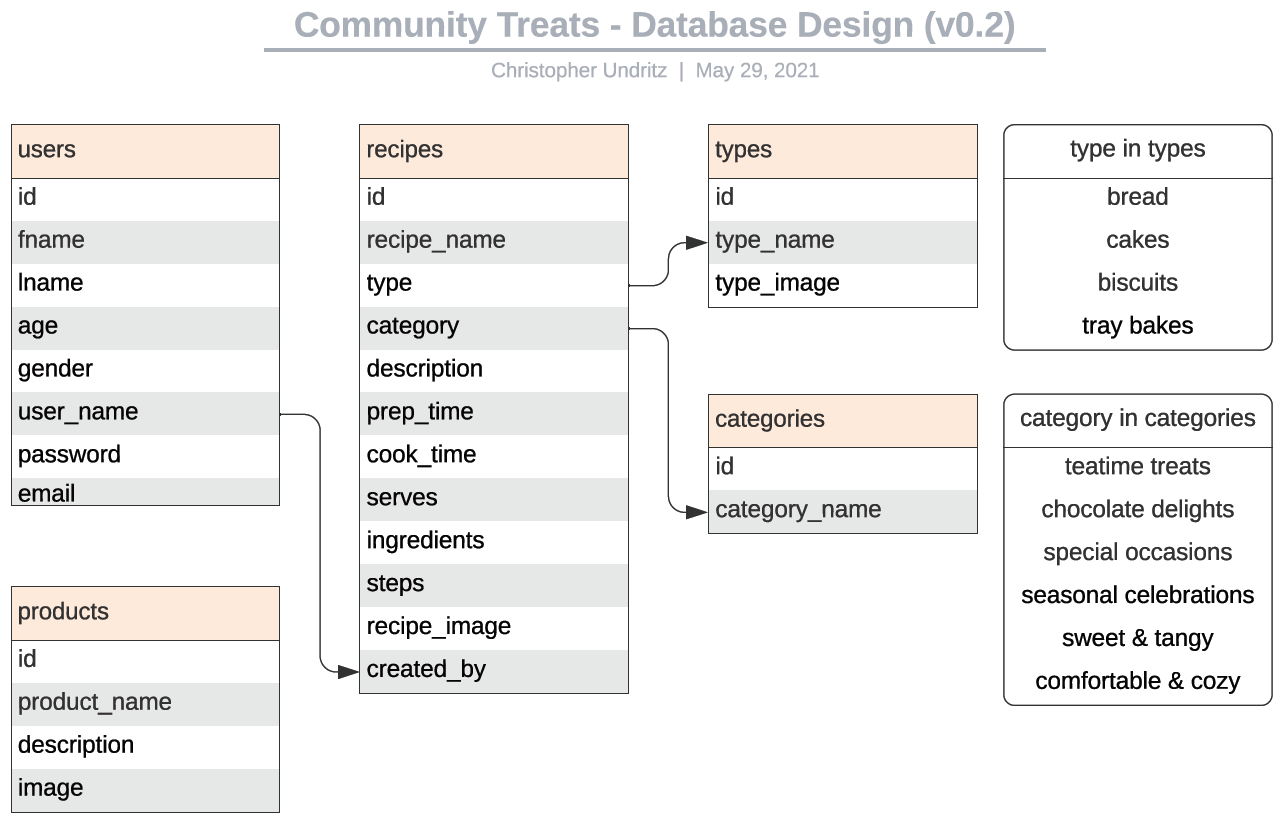 Community Treats - Database Design (v0.2)
Christopher Undritz | May 29, 2021
users
id
fname
lname
age
gender
user_name
password
email
products
id
product_name
description
image
recipes
id
recipe_name
type
category
description
prep_time
cook_time
serves
ingredients
steps
recipe_image
created_by
types
id
type_name
type_image
categories
id
category_name
type in types
bread
cakes
biscuits
tray bakes
category in categories
teatime treats
chocolate delights
special occasions
seasonal celebrations
sweet & tangy
comfortable & cozy